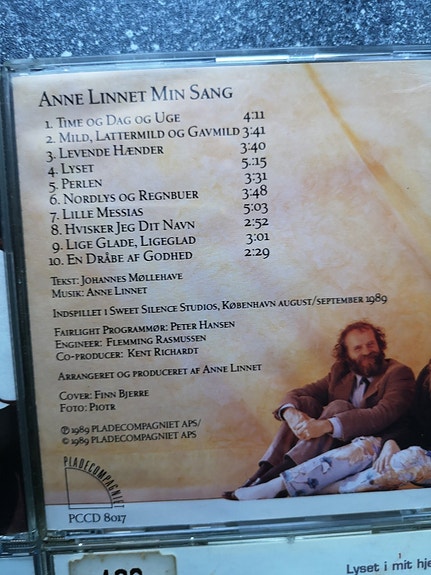 Anne Linnet Min Sang
1. Time og Dag og Uge 4:11
2. Mild, Lattermild og Gavmild 3:41
3. Levende Hænder 3:40
4. Lyset 5:15
5. Perlen 3:31
6. Nordlys og Regnbuer 3:48
7. Lille Messias 5:03
8. Hvisker Jeg Dit Navn 2:52
9. Lige Glade, Ligeglad 3:01
10. En Dråbe af Godhed 2:29
Tekst: Johannes Møllehave
Musik: Anne Linnet
Indspillet i Sweet Silence Studios, København august/september 1989
Fairlight Programmør: Peter Hansen
Engineer: Flemming Rasmussen
Co-producer: Kent Richardt
Arrangeret og produceret af Anne Linnet
Cover: Finn Bjerre
Foto: Piotr
℗ 1989 PLADECOMPAGNIET APS/
© 1989 PLADECOMPAGNIET APS
PLADECOMPAGNIET
PCCD 8017
Lyset i mit hje